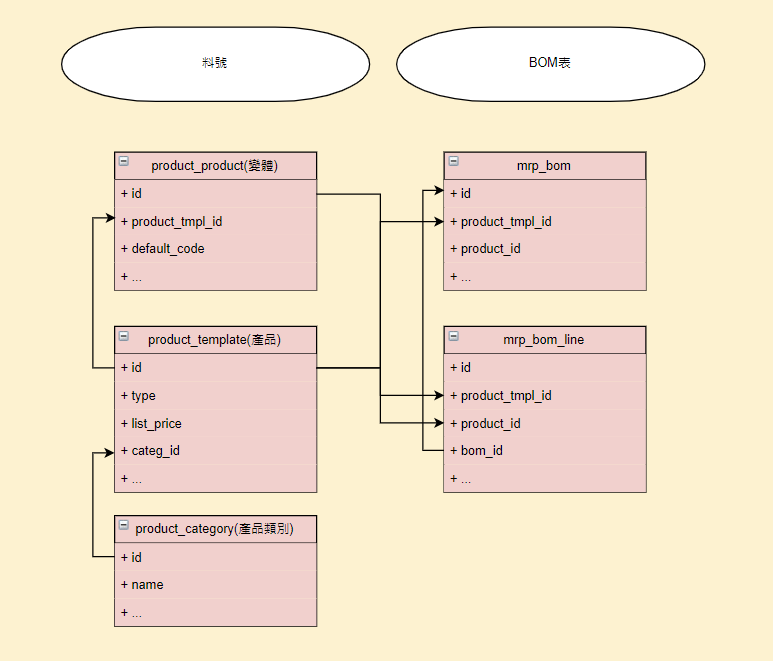 料號
BOM表
product_product(變體)
+ id
+ product_tmpl_id
+ default_code
+ ...
mrp_bom
+ id
+ product_tmpl_id
+ product_id
+ ...
product_template(產品)
+ id
+ type
+ list_price
+ categ_id
+ ...
mrp_bom_line
+ id
+ product_tmpl_id
+ product_id
+ bom_id
+ ...
product_category(產品類別)
+ id
+ name
+ ...